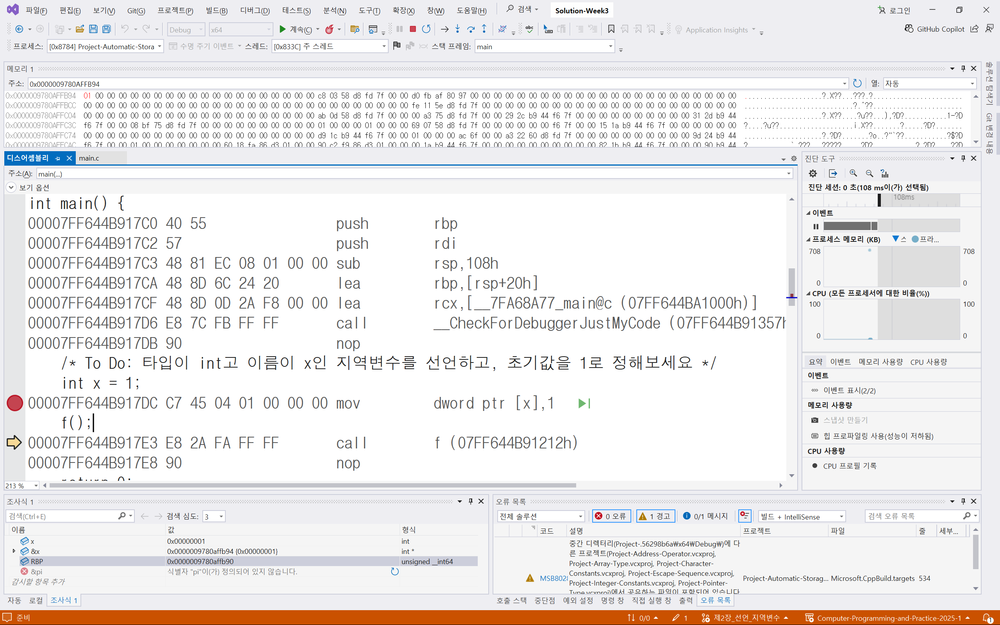 파일(F) 편집(E) 보기(V) Git(G) 프로젝트(P) 빌드(B) 디버그(D) 테스트(S) 분석(N) 도구(T) 확장(X) 창(W) 도움말(H) 검색 Solution-Week3 로그인
Debug x64 계속(C) Application Insights GitHub Copilot
프로세스: [0x8784] Project-Automatic-Stora 수명 주기 이벤트 스레드: [0x833C] 주 스레드 스택 프레임: main
메모리 1
주소: 0x0000009780AFFB94 열: 자동
0x0000009780AFFB94 01 00 00 00 00 00 00 00 00 00 00 00 00 00 00 00 00 00 00 00 c8 03 58 d8 fd 7f 00 00 d0 fb af 80 97 00 00 00 00 00 00 00 00 00 00 00 00 00 00 00 00 00 00 00 00 00 00 00
0x0000009780AFFBCC 00 00 00 00 00 00 00 00 00 00 00 00 00 00 00 00 00 00 00 00 00 00 00 00 00 00 00 00 fe 11 5e d8 fd 7f 00 00 00 00 00 00 00 00 00 00 00 00 00 00 00 00 00 00 00 00 00 00
0x0000009780AFFC04 00 00 00 00 00 00 00 00 00 00 00 00 00 00 00 00 00 00 00 00 ab 0d 58 d8 fd 7f 00 00 00 a3 75 d8 fd 7f 00 00 29 2c b9 44 f6 7f 00 00 00 00 00 00 00 00 00 00 31 2d b9 44
0x0000009780AFFC3C f6 7f 00 00 08 bf 75 d8 fd 7f 00 00 00 00 00 00 00 00 00 00 01 00 00 00 01 00 00 00 69 07 58 d8 fd 7f 00 00 00 00 00 00 f6 7f 00 00 15 1a b9 44 f6 7f 00 00 00 00 00 00
0x0000009780AFFC74 00 00 00 00 00 00 00 00 00 00 00 00 00 00 00 00 00 00 00 00 d9 1c b9 44 f6 7f 00 00 01 00 00 00 ac 6f 00 00 a3 22 60 d8 fd 7f 00 00 00 00 00 00 00 00 00 00 9d 24 b9 44
0x0000009780AFFCAC f6 7f 00 00 01 00 00 00 00 00 00 00 60 18 fa 86 d3 01 00 00 90 c2 f9 86 d3 01 00 00 1a b9 44 f6 7f 00 00 00 00 00 00 00 00 00 00 00 82 1b b9 44 f6 7f 00 00 00 90 b9 44
솔루션 탐색기
Git 변경 내용
디스어셈블리 main.c
주소(A): main(...)
보기 옵션
int main() {
00007FF644B917C0 40 55 push rbp
00007FF644B917C2 57 push rdi
00007FF644B917C3 48 81 EC 08 01 00 00 sub rsp,108h
00007FF644B917CA 48 8D 6C 24 20 lea rbp,[rsp+20h]
00007FF644B917CF 48 8D 0D 2A F8 00 00 lea rcx,[__7FA68A77_main@c (07FF644BA1000h)]
00007FF644B917D6 E8 7C FB FF FF call __CheckForDebuggerJustMyCode (07FF644B91357h
00007FF644B917DB 90 nop
/* To Do: 타입이 int고 이름이 x인 지역변수를 선언하고, 초기값을 1로 정해보세요 */
int x = 1;
00007FF644B917DC C7 45 04 01 00 00 00 mov dword ptr [x],1
f();
00007FF644B917E3 E8 2A FA FF FF call f (07FF644B91212h)
00007FF644B917E8 90 nop
return 0;
213 %
진단 도구
진단 세션: 0 초(108 ms이(가) 선택됨)
108ms
이벤트
프로세스 메모리 (KB) 스 프라...
708 708
0 0
CPU (모든 프로세서에 대한 비율(%))
100 100
0 0
요약 이벤트 메모리 사용량 CPU 사용량
이벤트
이벤트 표시(2/2)
메모리 사용량
스냅샷 만들기
힙 프로파일링 사용(성능이 저하됨)
CPU 사용량
CPU 프로필 기록
조사식 1
검색(Ctrl+E) 검색 심도: 3
이름 값 형식
x 0x00000001 int
&x 0x0000009780affb94 {0x00000001} int *
RBP 0x0000009780affb90 unsigned __int64
&pi 식별자 "pi"이(가) 정의되어 있지 않습니다.
감시할 항목 추가
자동 로컬 조사식 1
오류 목록
전체 솔루션 0 오류 1 경고 0/1 메시지 빌드 + IntelliSense 검색 오류 목록
코드 설명 프로젝트 파일 줄 세부...
중간 디렉터리(Project-.56298b6a₩x64₩Debug₩)에 다
른 프로젝트(Project-Address-Operator.vcxproj,
Project-Array-Type.vcxproj, Project-Character-
Constants.vcxproj, Project-Escape-Sequence.vcxproj,
MSB8028 Project-Automatic-Storag... Microsoft.CppBuild.targets 534
Project-Integer-Constants.vcxproj, Project-Pointer-
Type.vcxproj)에서 공유하는 파일이 포함되어 있습니다
호출 스택 중단점 예외 설정 명령 창 직접 실행 창 출력 오류 목록
준비 0/0 1 제2장_선언_지역변수 Computer-Programming-and-Practice-2025-1 1